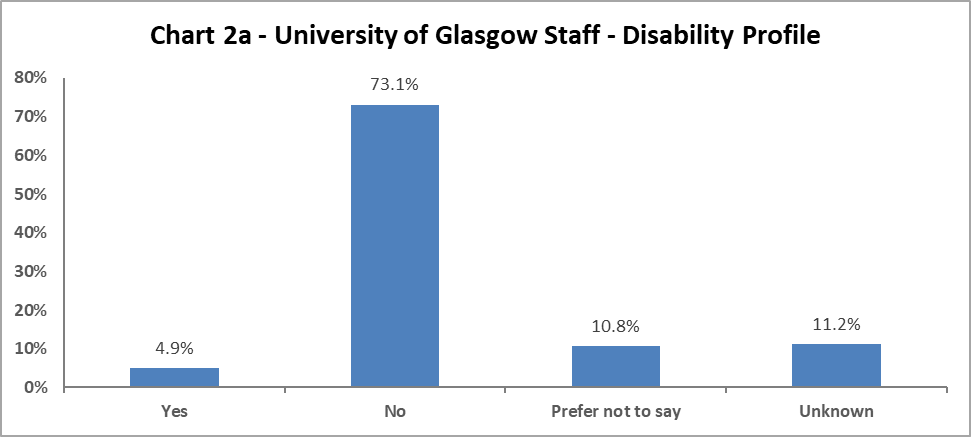 Chart 2a - University of Glasgow Staff - Disability Profile
80%
70%
60%
50%
40%
30%
20%
10%
0%
4.9%
73.1%
10.8%
11.2%
Yes
No
Prefer not to say
Unknown